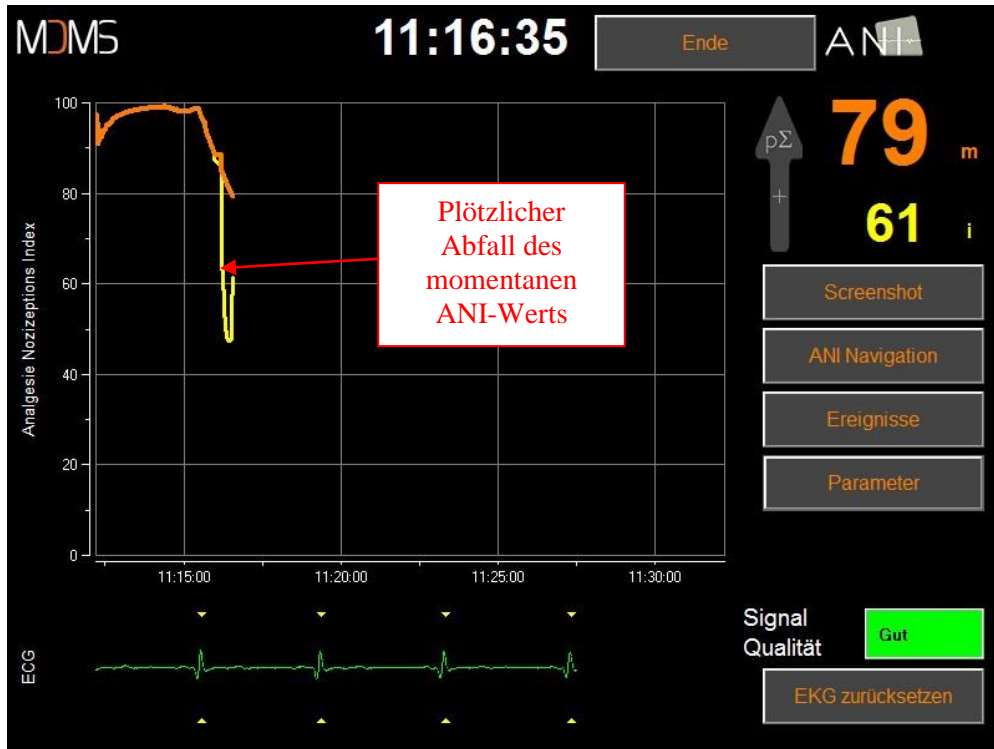 MDMS
11:16:35
Ende
ANI
100
80
60
40
20
0
Analgesie Nozizeptions Index
Plötzlicher
Abfall des
momentanen
ANI-Werts
pΣ
+
79 m
61 i
Screenshot
ANI Navigation
Ereignisse
Parameter
11:15:00
11:20:00
11:25:00
11:30:00
ECG
Signal
Qualität
Gut
EKG zurücksetzen